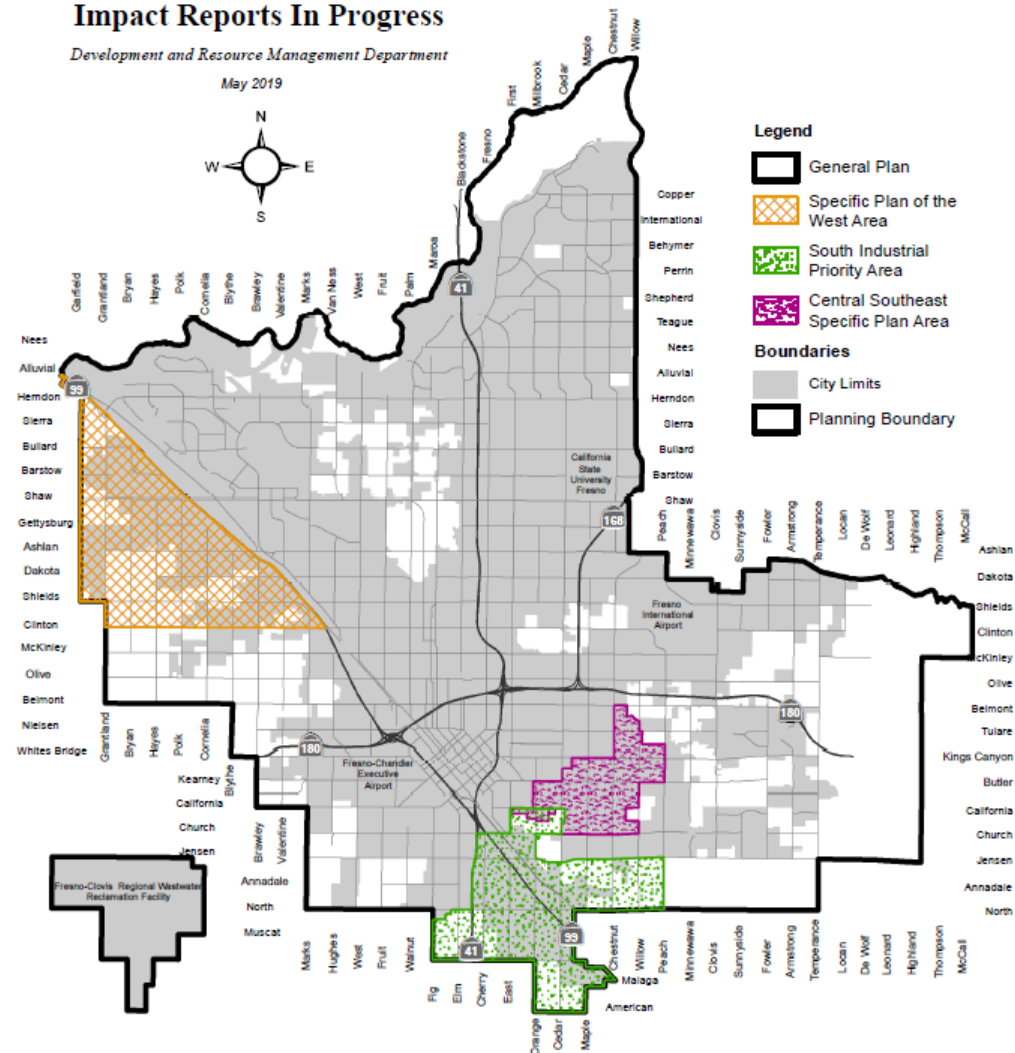 Impact Reports In Progress
Development and Resource Management Department
May 2019
N
W
E
S
Legend
General Plan
Specific Plan of the
West Area
South Industrial
Priority Area
Central Southeast
Specific Plan Area
Boundaries
City Limits
Planning Boundary
Blackstone
Fresno
First
Millbrook
Cedar
Maple
Chestnut
Willow
Garfield
Grantland
Bryan
Hayes
Polk
Cornelia
Blythe
Brawley
Valentine
Marks
Van Ness
West
Fruit
Palm
Maroa
41
Copper
International
Behymer
Perrin
Shepherd
Teague
Nees
Alluvial
Herndon
Sierra
Bullard
Barstow
Shaw
Nees
Alluvial
Herndon
Sierra
Bullard
Barstow
Shaw
Gettysburg
Ashlan
Dakota
Shields
Clinton
McKinley
Olive
Belmont
Nielsen
Whites Bridge
99
California
State
University
Fresno
168
Peach
Minnewawa
Clovis
Sunnyside
Fowler
Armstrong
Temperance
Locan
De Wolf
Leonard
Highland
Thompson
McCall
Ashlan
Dakota
Shields
Clinton
cKinley
Olive
Belmont
Tulare
Kings Canyon
Butler
California
Church
Jensen
Annadale
North
Fresno
International
Airport
180
180
Fresno-Chandler
Executive
Airport
Grantland
Bryan
Hayes
Polk
Cornelia
Blythe
Kearney
California
Church
Jensen
Brawley
Valentine
Annadale
North
Muscat
Fresno-Clovis Regional Wastwater
Reclamation Facility
Marks
Hughes
West
Fruit
Walnut
Fig
Elm
Cherry
East
Orange
Cedar
Maple
41
99
Chestnut
Willow
Peach
Minnewawa
Clovis
Sunnyside
Fowler
Armstrong
Temperance
Locan
De Wolf
Leonard
Highland
Thompson
McCall
Malaga
American